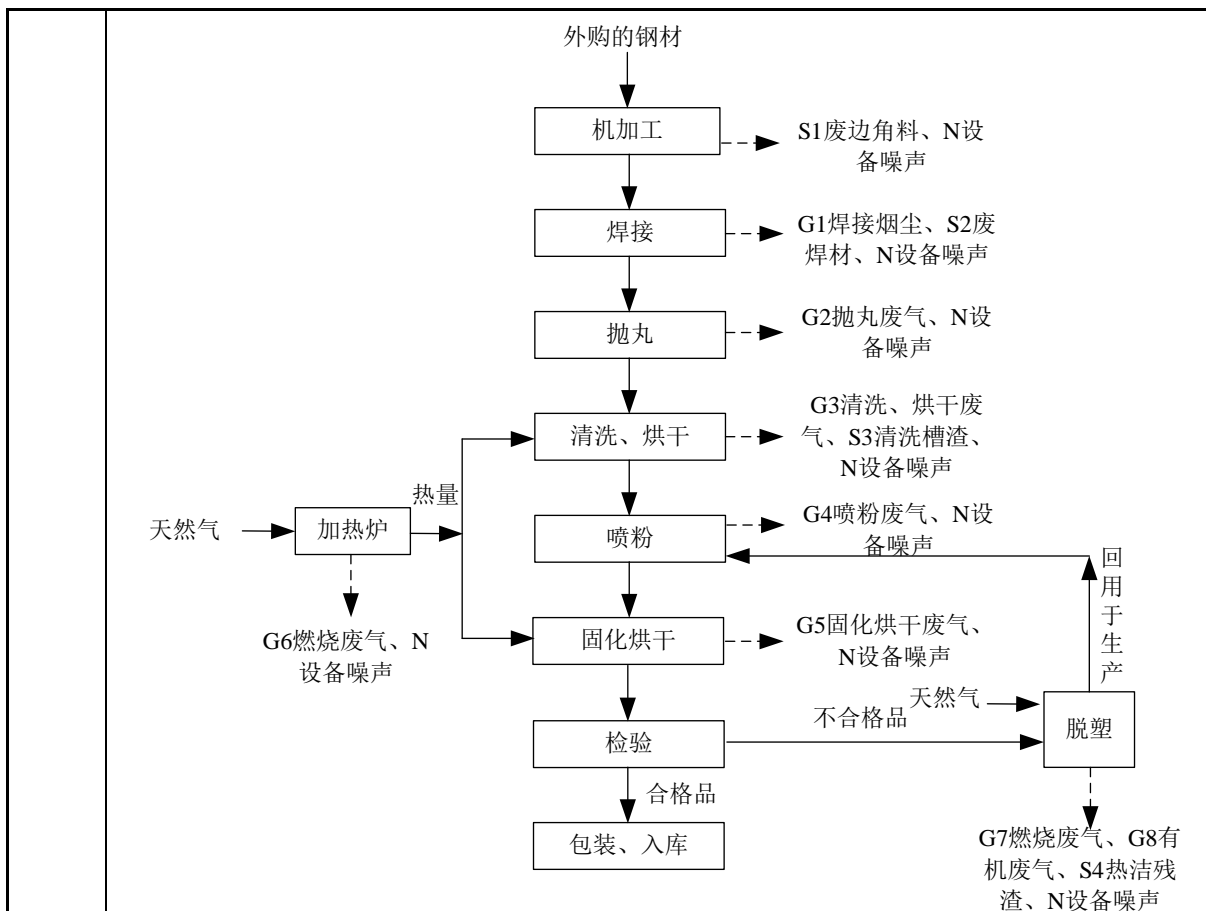 外购的钢材
机加工
S1废边角料、N设
备噪声
焊接
G1焊接烟尘、S2废
焊材、N设备噪声
抛丸
G2抛丸废气、N设
备噪声
清洗、烘干
G3清洗、烘干废
气、S3清洗槽渣、
N设备噪声
热量
天然气
加热炉
喷粉
G4喷粉废气、N设
备噪声
回用于生产
G6燃烧废气、N
设备噪声
固化烘干
G5固化烘干废气、
N设备噪声
天然气
不合格品
脱塑
检验
合格品
包装、入库
G7燃烧废气、G8有
机废气、S4热洁残
渣、N设备噪声